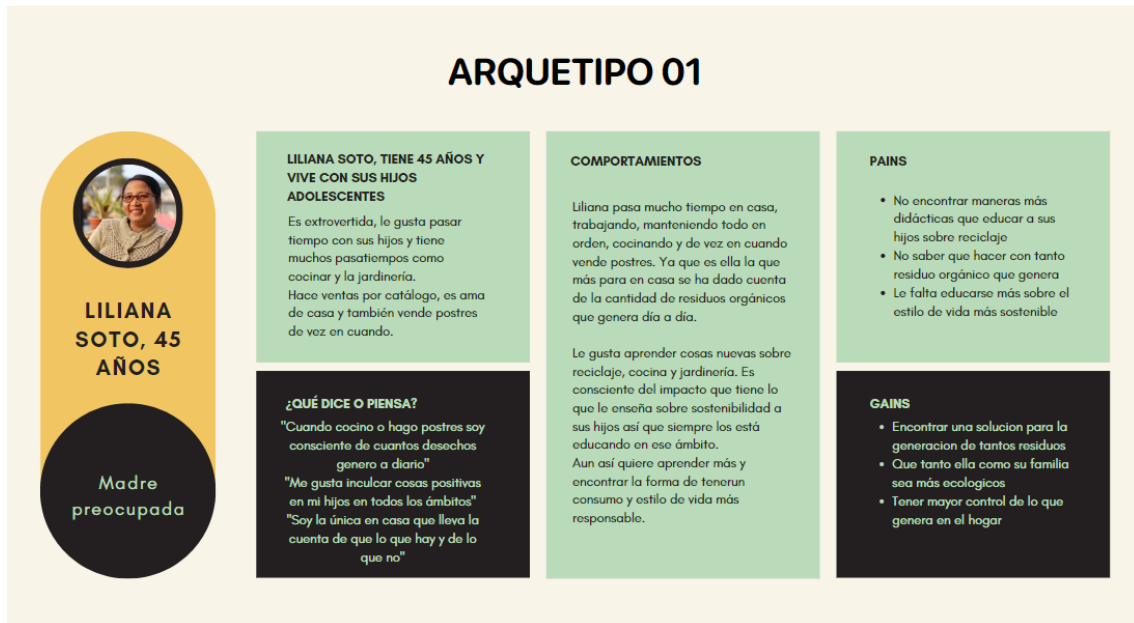 ARQUETIPO 01
LILIANA
SOTO, 45
AÑOS
Madre
preocupada
LILIANA SOTO, TIENE 45 AÑOS Y
VIVE CON SUS HIJOS
ADOLESCENTES
Es extrovertida, le gusta pasar
tiempo con sus hijos y tiene
muchos pasatiempos como
cocinar y la jardinería.
Hace ventas por catálogo, es ama
de casa y también vende postres
de vez en cuando.
¿QUÉ DICE O PIENSA?
"Cuando cocino o hago postres soy
consciente de cuantos desechos
genero a diario"
"Me gusta inculcar cosas positivas
en mi hijos en todos los ámbitos"
"Soy la única en casa que lleva la
cuenta de que lo que hay y de lo
que no"
COMPORTAMIENTOS
Liliana pasa mucho tiempo en casa,
trabajando, manteniendo todo en
orden, cocinando y de vez en cuando
vende postres. Ya que es ella la que
más para en casa se ha dado cuenta
de la cantidad de residuos orgánicos
que genera día a día.
Le gusta aprender cosas nuevas sobre
reciclaje, cocina y jardinería. Es
consciente del impacto que tiene lo
que le enseña sobre sostenibilidad a
sus hijos así que siempre los está
educando en ese ámbito.
Aun así quiere aprender más y
encontrar la forma de tenerun
consumo y estilo de vida más
responsable.
PAINS
• No encontrar maneras más
didácticas que educar a sus
hijos sobre reciclaje
• No saber que hacer con tanto
residuo orgánico que genera
• Le falta educarse más sobre el
estilo de vida más sostenible
GAINS
• Encontrar una solucion para la
generacion de tantos residuos
• Que tanto ella como su familia
sea más ecologicos
• Tener mayor control de lo que
genera en el hogar